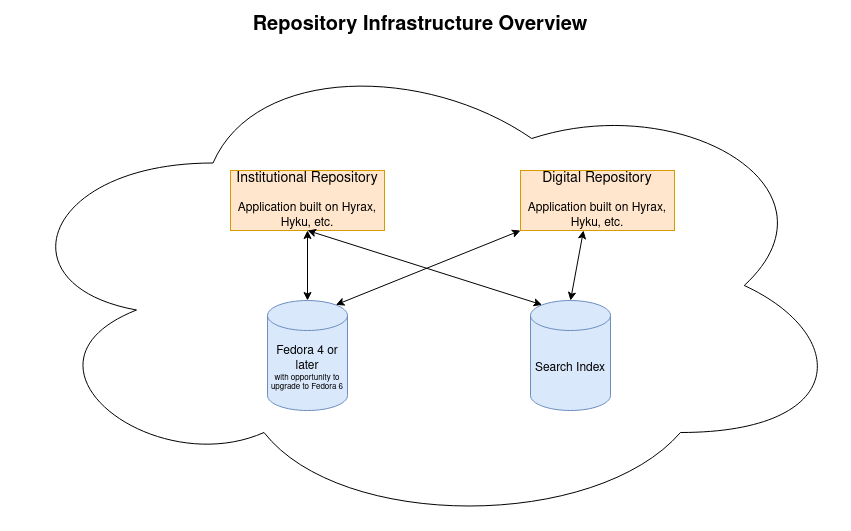 Repository Infrastructure Overview
Institutional Repository
Application built on Hyrax,
Hyku, etc.
Digital Repository
Application built on Hyrax,
Hyku, etc.
Fedora 4 or
later
with opportunity to
upgrade to Fedora 6
Search Index